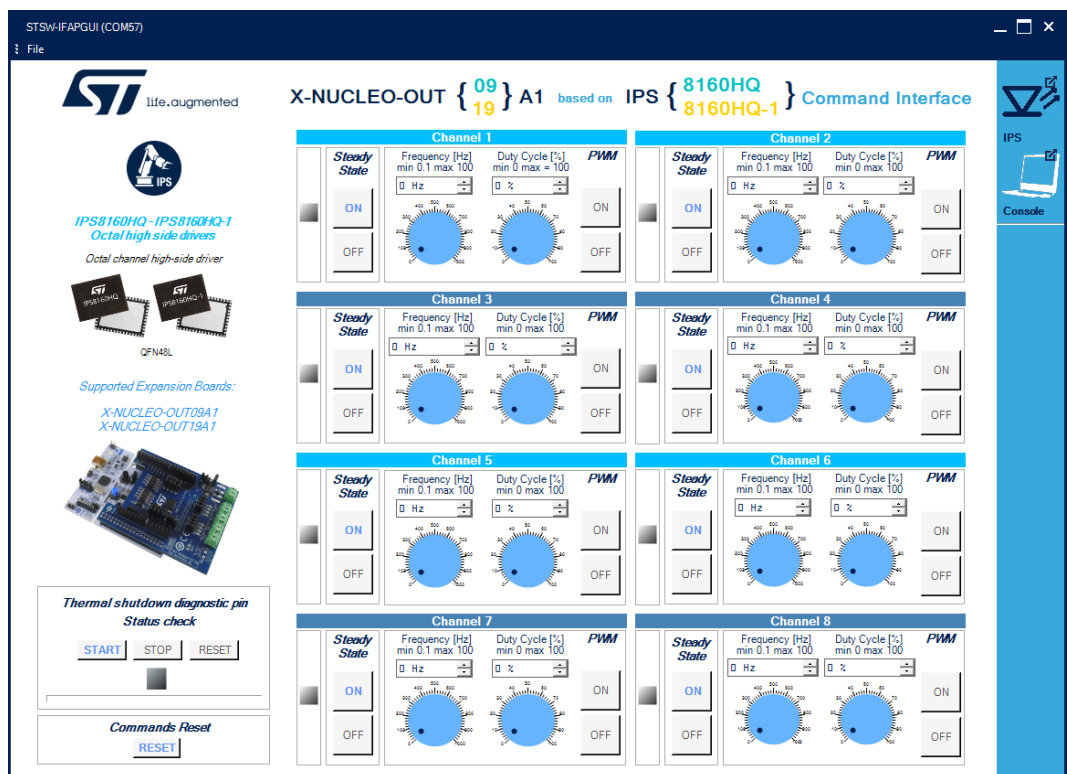 STSW-IFAPGUI (COM57)
File
life.augmented
X-NUCLEO-OUT { 09 19 } A1 based on IPS { 8160HQ 8160HQ-1 } Command Interface
IPS
Console
IPS
IPS8160HQ - IPS8160HQ-1
Octal high side drivers
Octal channel high-side driver
IPS8160HQ
IPS8160HQ-1
QFN48L
Supported Expansion Boards:
X-NUCLEO-OUT09A1
X-NUCLEO-OUT19A1
Thermal shutdown diagnostic pin
Status check
START STOP RESET
Commands Reset
RESET
Channel 1
Steady State
ON
OFF
Frequency [Hz]
min 0.1 max 100
0 Hz
Duty Cycle [%]
min 0 max = 100
0 %
PWM
ON
OFF
Channel 2
Steady State
ON
OFF
Frequency [Hz]
min 0.1 max 100
0 Hz
Duty Cycle [%]
min 0 max 100
0 %
PWM
ON
OFF
Channel 3
Steady State
ON
OFF
Frequency [Hz]
min 0.1 max 100
0 Hz
Duty Cycle [%]
min 0 max 100
0 %
PWM
ON
OFF
Channel 4
Steady State
ON
OFF
Frequency [Hz]
min 0.1 max 100
0 Hz
Duty Cycle [%]
min 0 max 100
0 %
PWM
ON
OFF
Channel 5
Steady State
ON
OFF
Frequency [Hz]
min 0.1 max 100
0 Hz
Duty Cycle [%]
min 0 max 100
0 %
PWM
ON
OFF
Channel 6
Steady State
ON
OFF
Frequency [Hz]
min 0.1 max 100
0 Hz
Duty Cycle [%]
min 0 max 100
0 %
PWM
ON
OFF
Channel 7
Steady State
ON
OFF
Frequency [Hz]
min 0.1 max 100
0 Hz
Duty Cycle [%]
min 0 max 100
0 %
PWM
ON
OFF
Channel 8
Steady State
ON
OFF
Frequency [Hz]
min 0.1 max 100
0 Hz
Duty Cycle [%]
min 0 max 100
0 %
PWM
ON
OFF